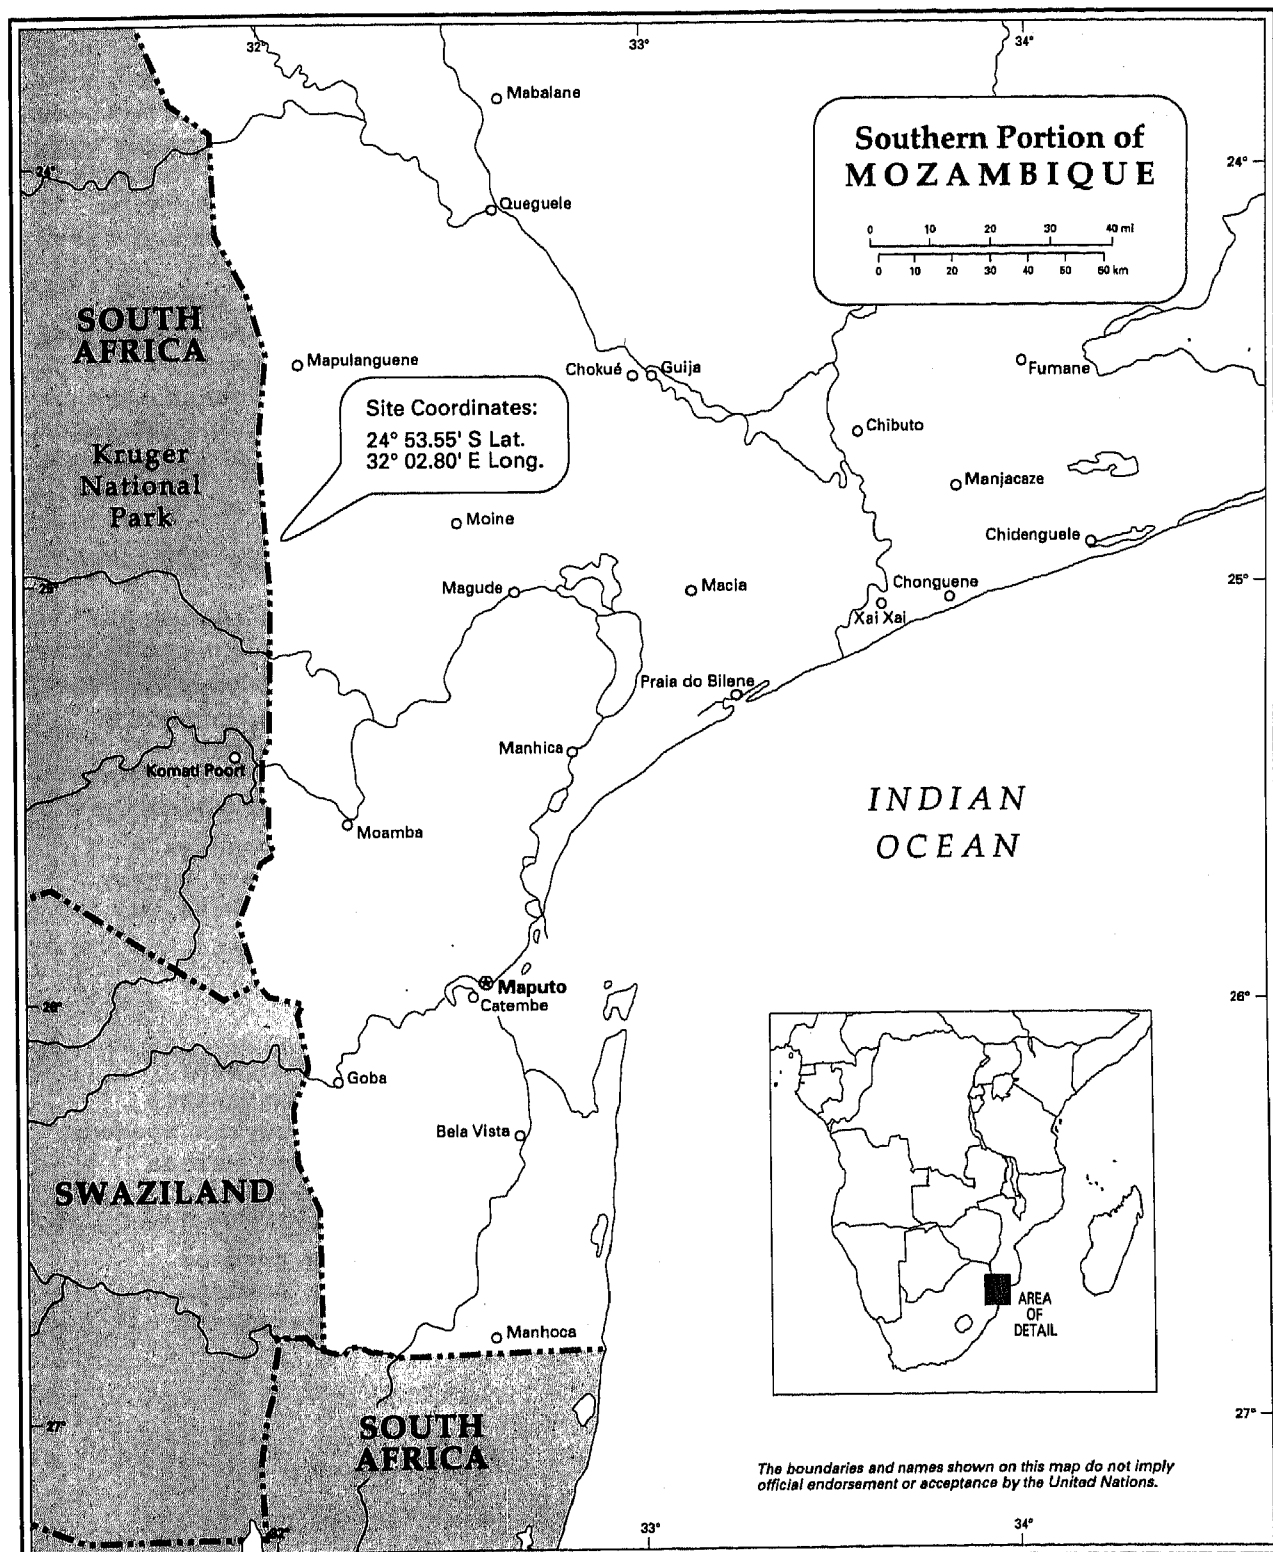 32°
33°
34°
Mabalane
Southern Portion of
MOZAMBIQUE
0 10 20 30 40 mi
0 10 20 30 40 50 60 km
24°
24°
Queguele
SOUTH
AFRICA
Mapulanguene
Chokué
Guija
Fumane
Site Coordinates:
24° 53.55' S Lat.
32° 02.80' E Long.
Chibuto
Kruger
National
Park
Manjacaze
Moine
Chidenguele
25°
25°
Magude
Macia
Chonguene
Xai Xai
Praia do Bilene
Manhica
Komati Poort
INDIAN
OCEAN
Moamba
Maputo
Catembe
26°
26°
Goba
Bela Vista
SWAZILAND
AREA
OF
DETAIL
Manhoca
27°
27°
SOUTH
AFRICA
The boundaries and names shown on this map do not imply
official endorsement or acceptance by the United Nations.
32°
33°
34°